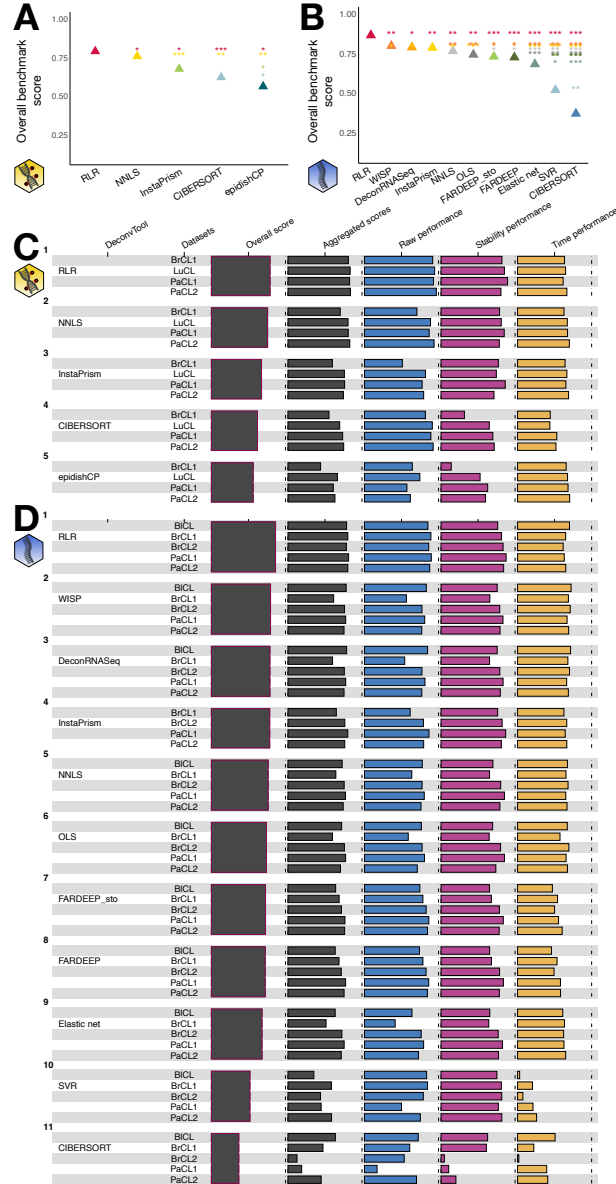 A
B
Overall benchmark
score
1.00
0.75
0.50
0.25
RLR
NNLS
InstaPrism
CIBERSORT
epidishCP
Overall benchmark
score
1.00
0.75
0.50
0.25
RLR
WISP
DeconRNASeq
InstaPrism
NNLS
OLS
FARDEEP_sto
FARDEEP
Elastic net
SVR
CIBERSORT
DeconvTool
Datasets
Overall score
Aggregated scores
Raw performance
Stability performance
Time performance
C
1
RLR
BrCL1
LuCL
PaCL1
PaCL2
2
NNLS
BrCL1
LuCL
PaCL1
PaCL2
3
InstaPrism
BrCL1
LuCL
PaCL1
PaCL2
4
CIBERSORT
BrCL1
LuCL
PaCL1
PaCL2
5
epidishCP
BrCL1
LuCL
PaCL1
PaCL2
D
1
RLR
BlCL
BrCL1
BrCL2
PaCL1
PaCL2
2
WISP
BlCL
BrCL1
BrCL2
PaCL1
PaCL2
3
DeconRNASeq
BlCL
BrCL1
BrCL2
PaCL1
PaCL2
4
InstaPrism
BrCL1
BrCL2
PaCL1
PaCL2
5
NNLS
BlCL
BrCL1
BrCL2
PaCL1
PaCL2
6
OLS
BlCL
BrCL1
BrCL2
PaCL1
PaCL2
7
FARDEEP_sto
BlCL
BrCL1
BrCL2
PaCL1
PaCL2
8
FARDEEP
BlCL
BrCL1
BrCL2
PaCL1
PaCL2
9
Elastic net
BlCL
BrCL1
BrCL2
PaCL1
PaCL2
10
SVR
BlCL
BrCL1
BrCL2
PaCL1
PaCL2
11
CIBERSORT
BlCL
BrCL1
BrCL2
PaCL1
PaCL2